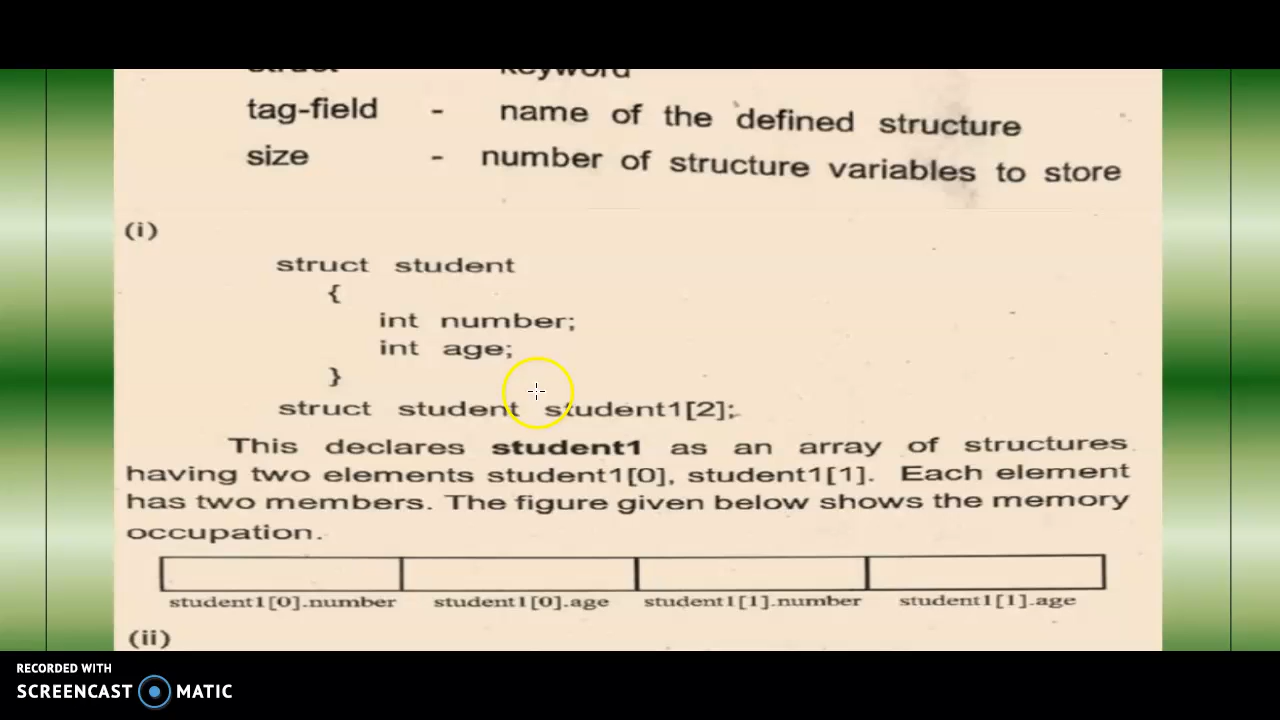 struct keyword
tag-field - name of the defined structure
size - number of structure variables to store
(i)
struct student
{
int number;
int age;
}
struct student student1[2];
This declares student1 as an array of structures
having two elements student1[0], student1[1]. Each element
has two members. The figure given below shows the memory
occupation.
student1[0].number student1[0].age student1[1].number student1[1].age
(ii)
RECORDED WITH
SCREENCAST MATIC